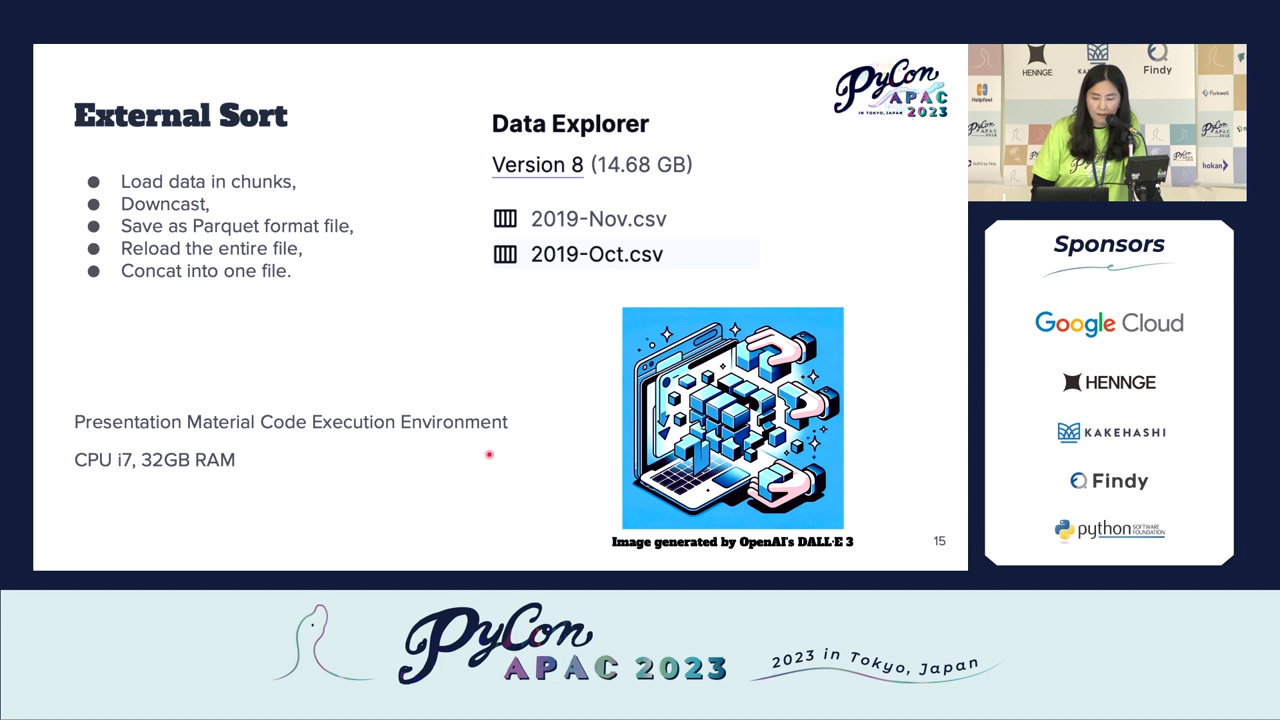 External Sort
Load data in chunks,
Downcast,
Save as Parquet format file,
Reload the entire file,
Concat into one file.
Presentation Material Code Execution Environment
CPU i7, 32GB RAM
Data Explorer
Version 8 (14.68 GB)
2019-Nov.csv
2019-Oct.csv
Image generated by OpenAI's DALL·E 3
15
PyCon
APAC
IN TOKYO, JAPAN
2023
HENNGE
Findy
Helpfeel
Forkwell
hokan
Sponsors
Google Cloud
HENNGE
KAKEHASHI
Findy
python SOFTWARE
FOUNDATION
PyCon
APAC 2023
2023 in Tokyo, Japan